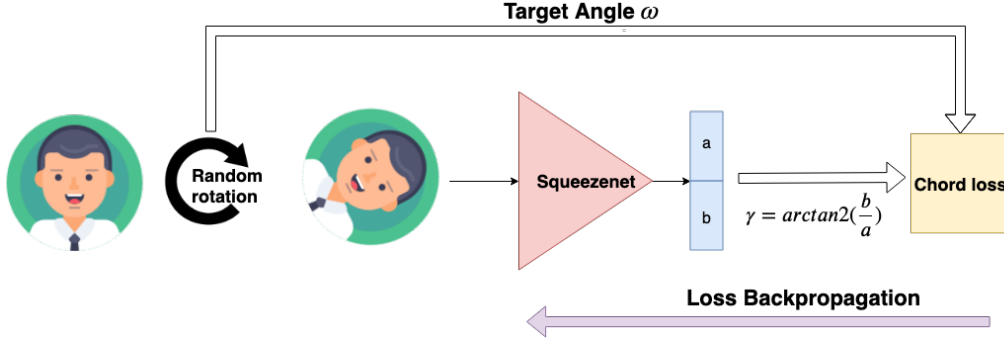 Target Angle ω
Random
rotation
Squeezenet
a
b
γ = arctan2(b/a)
Chord loss
Loss Backpropagation